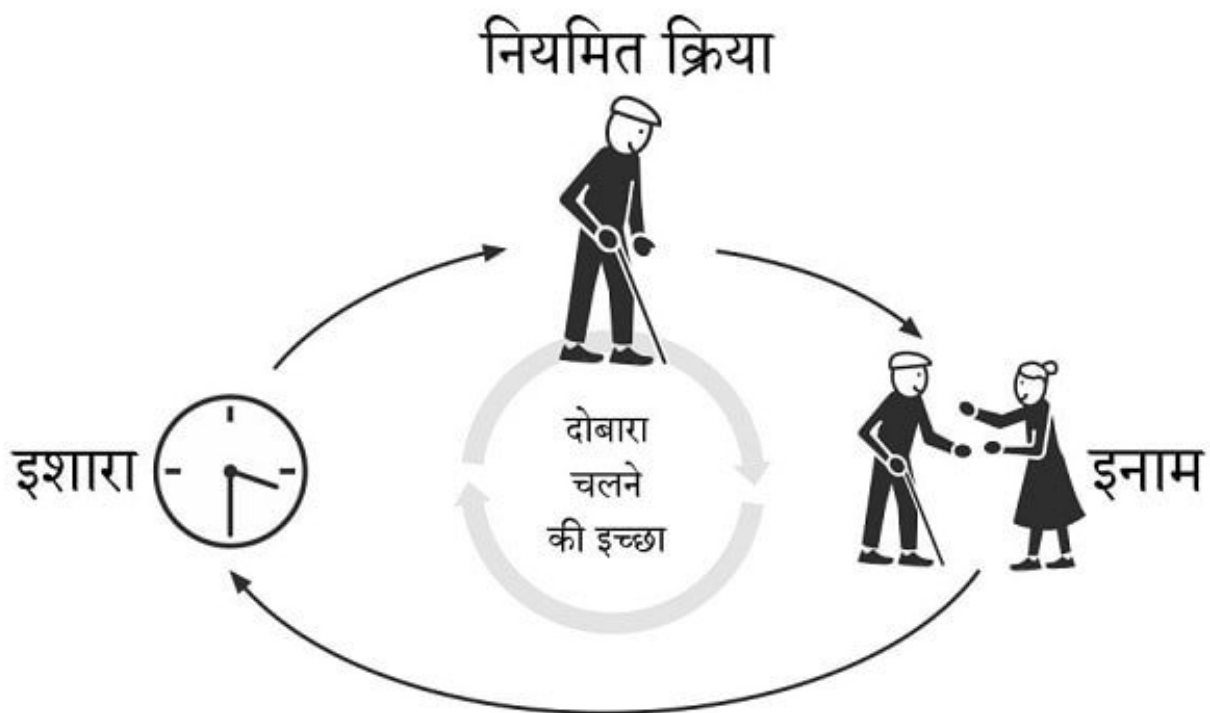 नियमित क्रिया
इशारा
दोबारा
चलने
की इच्छा
इनाम